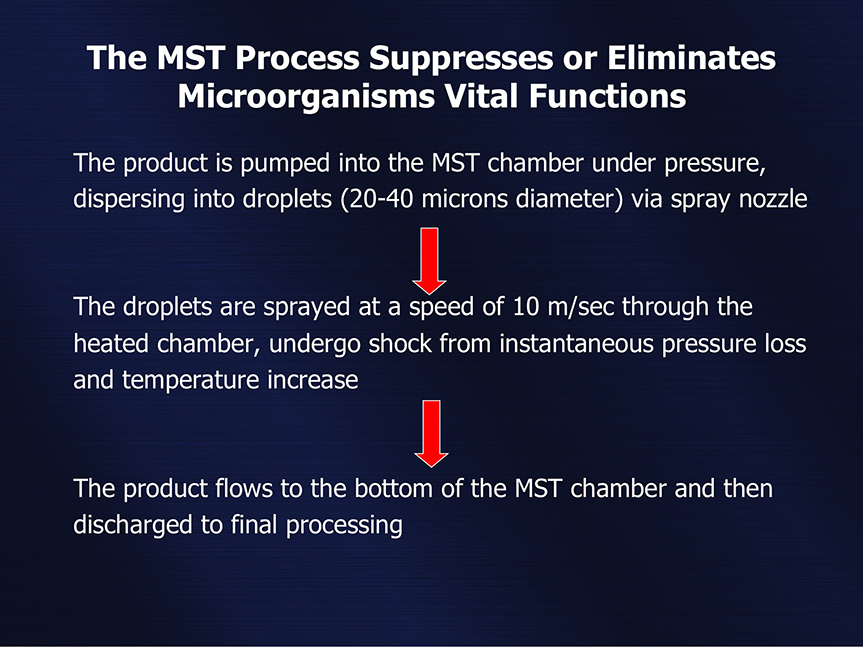 The MST Process Suppresses or Eliminates
Microorganisms Vital Functions
The product is pumped into the MST chamber under pressure,
dispersing into droplets (20-40 microns diameter) via spray nozzle
The droplets are sprayed at a speed of 10 m/sec through the
heated chamber, undergo shock from instantaneous pressure loss
and temperature increase
The product flows to the bottom of the MST chamber and then
discharged to final processing